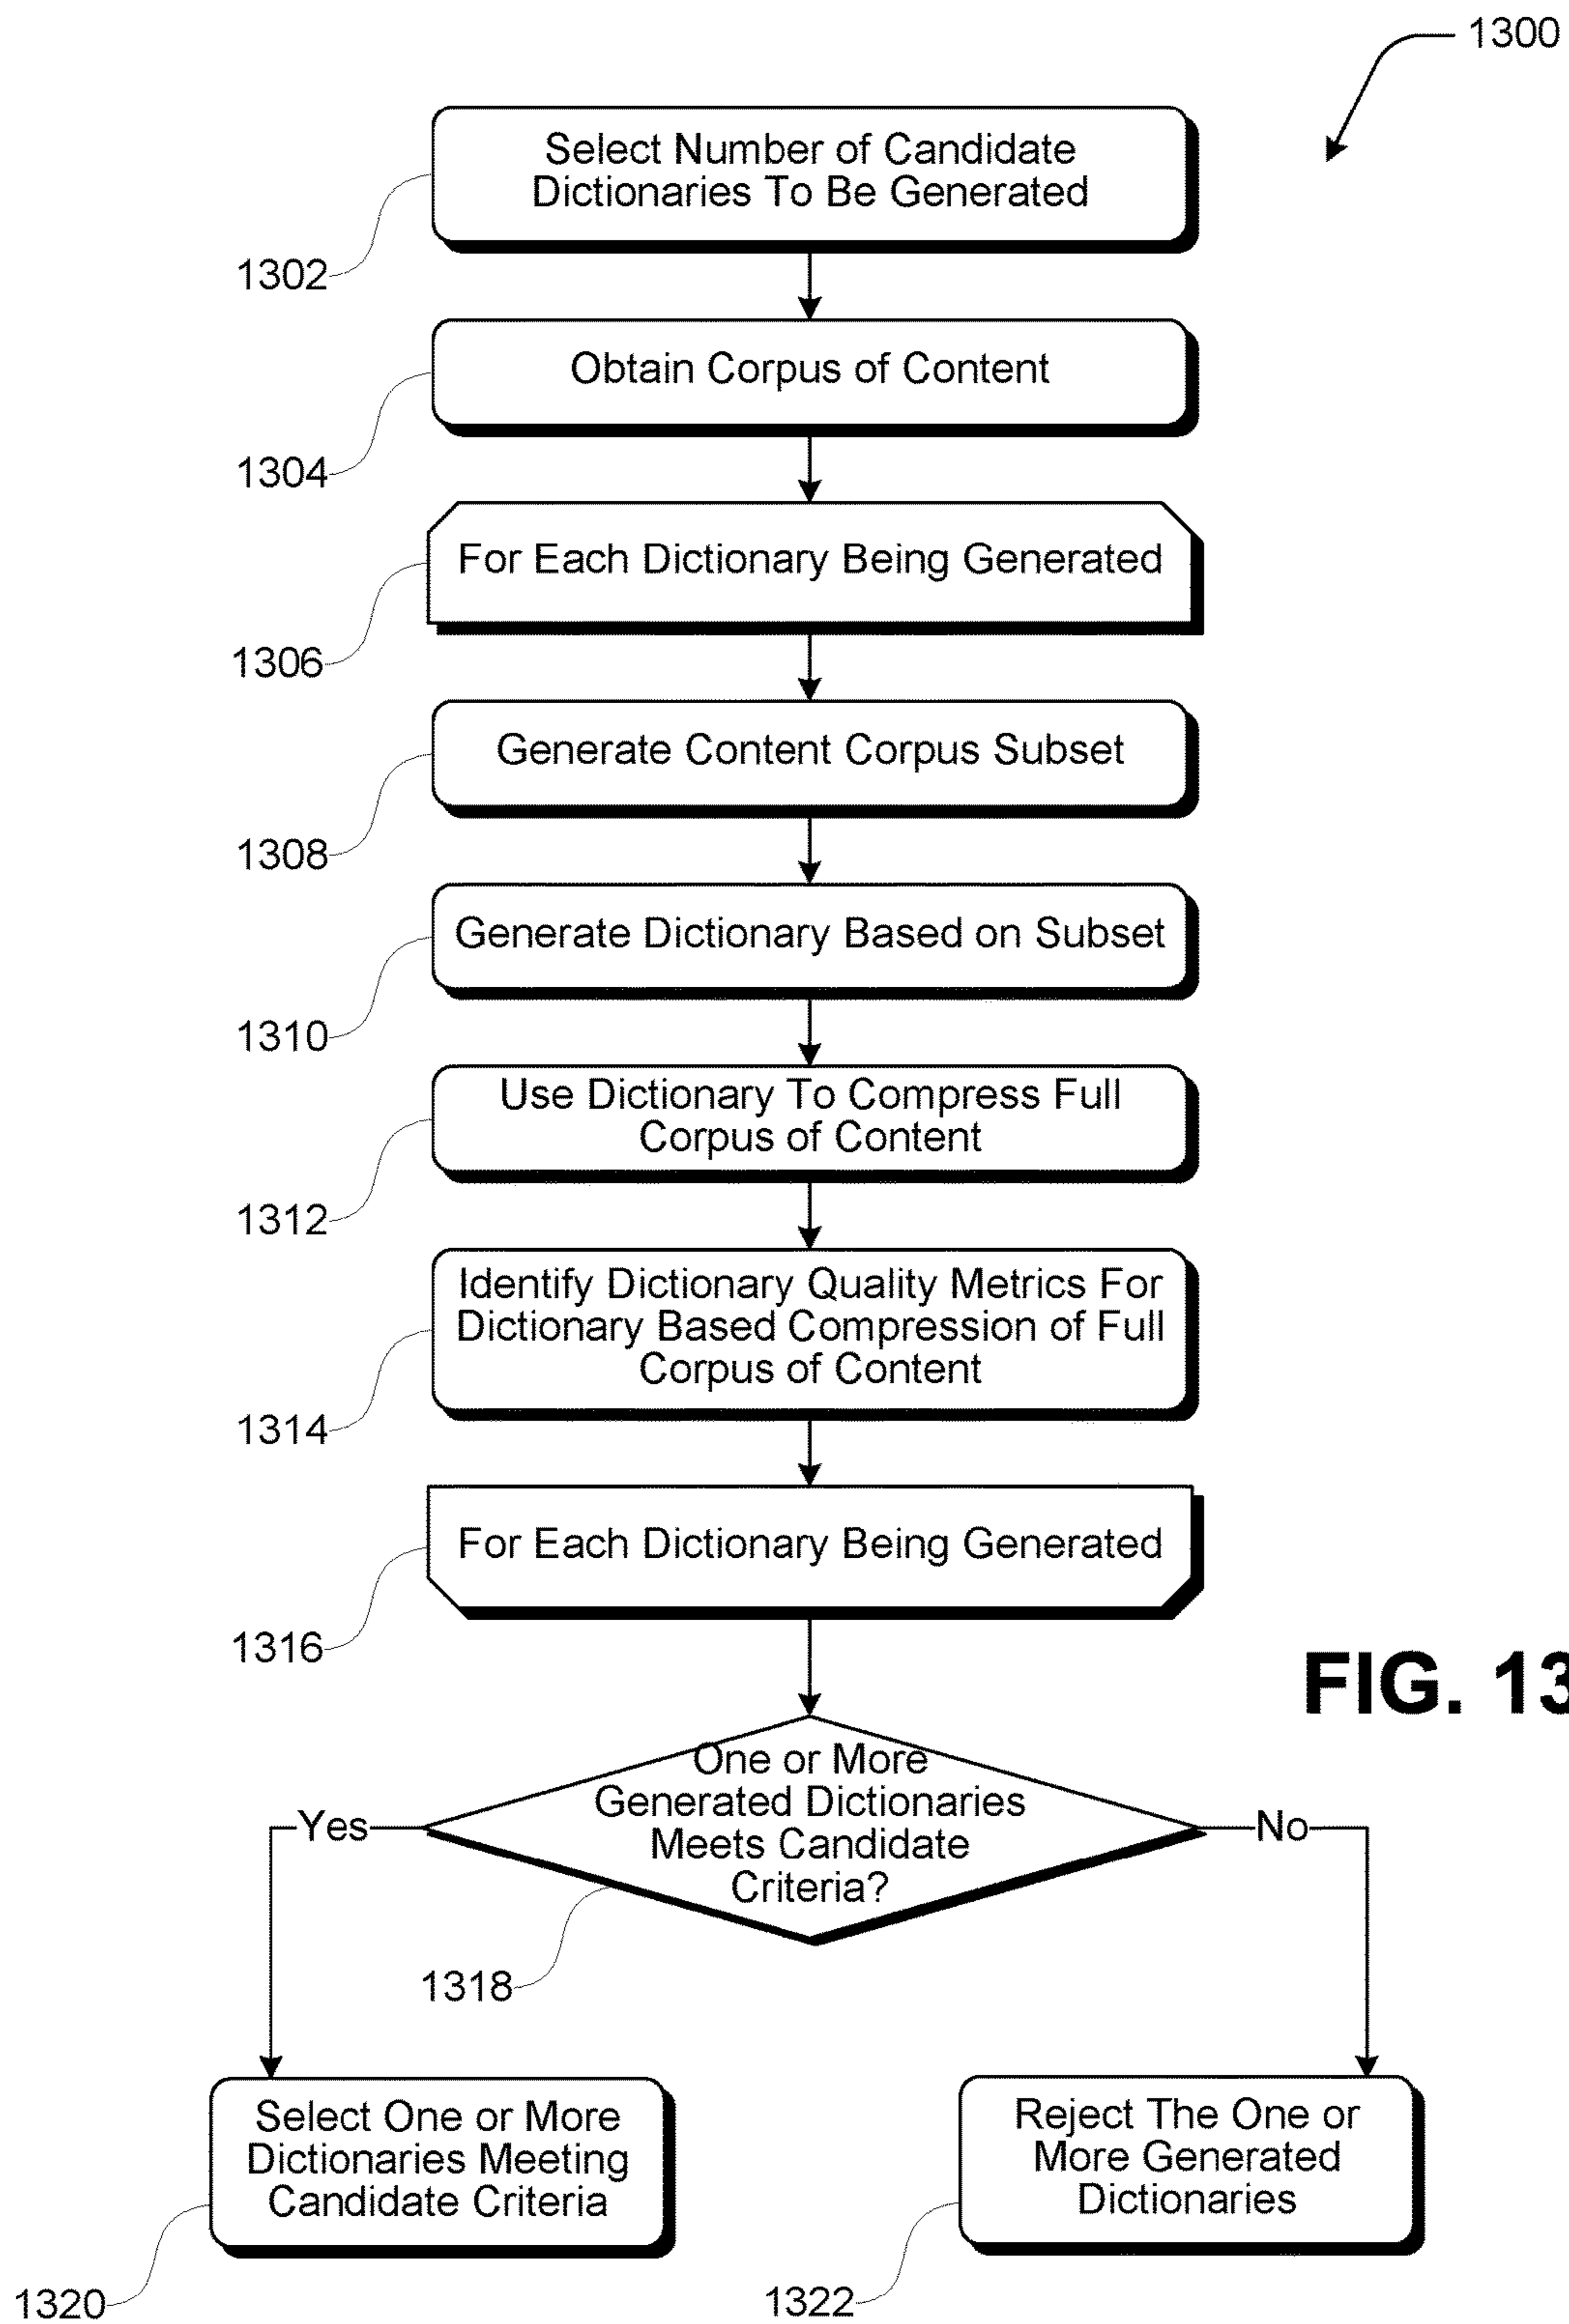 1300
Select Number of Candidate
Dictionaries To Be Generated
1302
Obtain Corpus of Content
1304
For Each Dictionary Being Generated
1306
Generate Content Corpus Subset
1308
Generate Dictionary Based on Subset
1310
Use Dictionary To Compress Full
Corpus of Content
1312
Identify Dictionary Quality Metrics For
Dictionary Based Compression of Full
Corpus of Content
1314
For Each Dictionary Being Generated
1316
FIG. 13
One or More
Generated Dictionaries
Meets Candidate
Criteria?
Yes
No
1318
Select One or More
Dictionaries Meeting
Candidate Criteria
1320
Reject The One or
More Generated
Dictionaries
1322